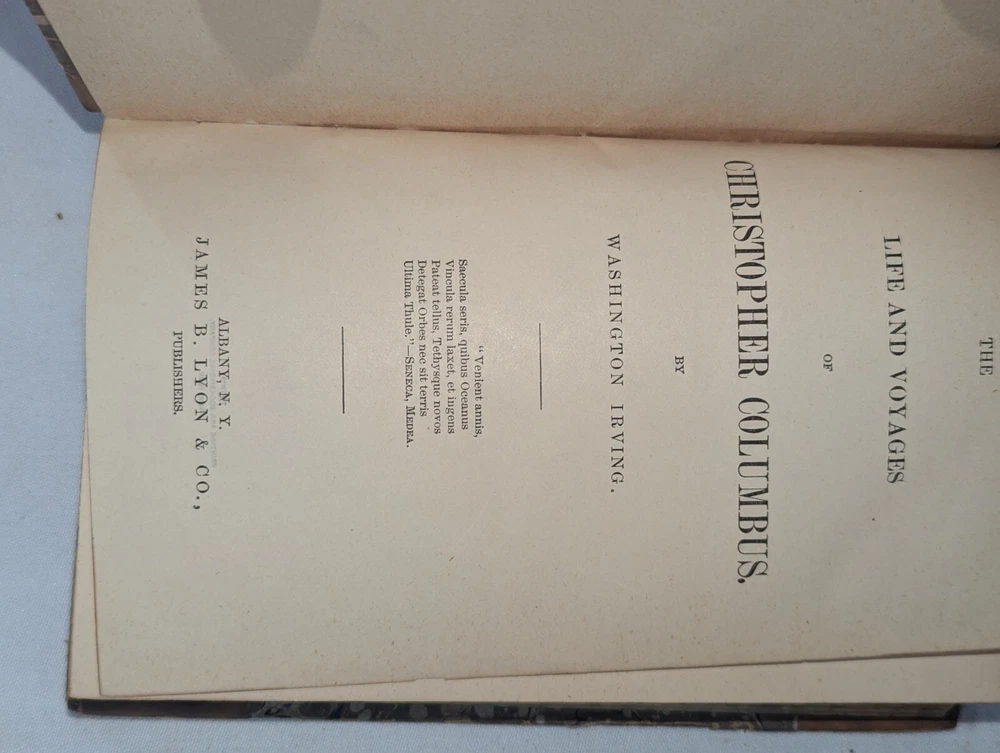 THE
LIFE AND VOYAGES
OF
CHRISTOPHER COLUMBUS.
BY
WASHINGTON IRVING.
“Venient annis,
Saecula seris, quibus Oceanus
Vincula rerum laxet, et ingens
Pateat tellus, Tethysque novos
Detegat Orbes nec sit terris
Ultima Thule.”—SENECA, MEDEA.
ALBANY, N. Y.
JAMES B. LYON & CO.,
PUBLISHERS.